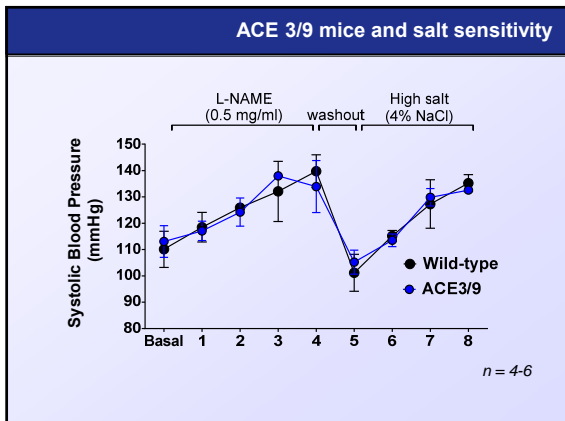 ACE 3/9 mice and salt sensitivity
L-NAME
(0.5 mg/ml)
washout
High salt
(4% NaCl)
Systolic Blood Pressure
(mmHg)
150
140
130
120
110
100
90
80
Wild-type
ACE3/9
Basal 1 2 3 4 5 6 7 8
n = 4-6